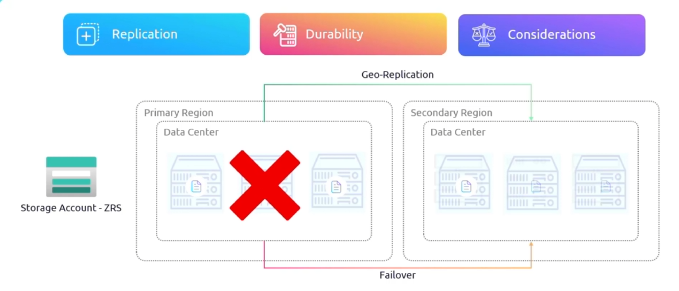 Replication
Durability
Considerations
Geo-Replication
Primary Region
Secondary Region
Data Center
Data Center
Storage Account - ZRS
Failover